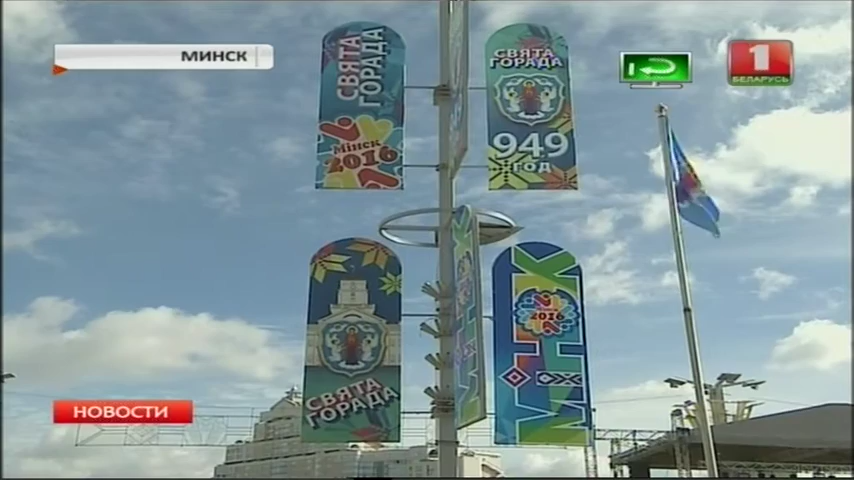 МИНСК
1
БЕЛАРУСЬ
СВЯТА
ГОРАДА
Мінск
2016
СВЯТА
ГОРАДА
949
ГОД
СВЯТА
ГОРАДА
2016
МІНСК
НОВОСТИ